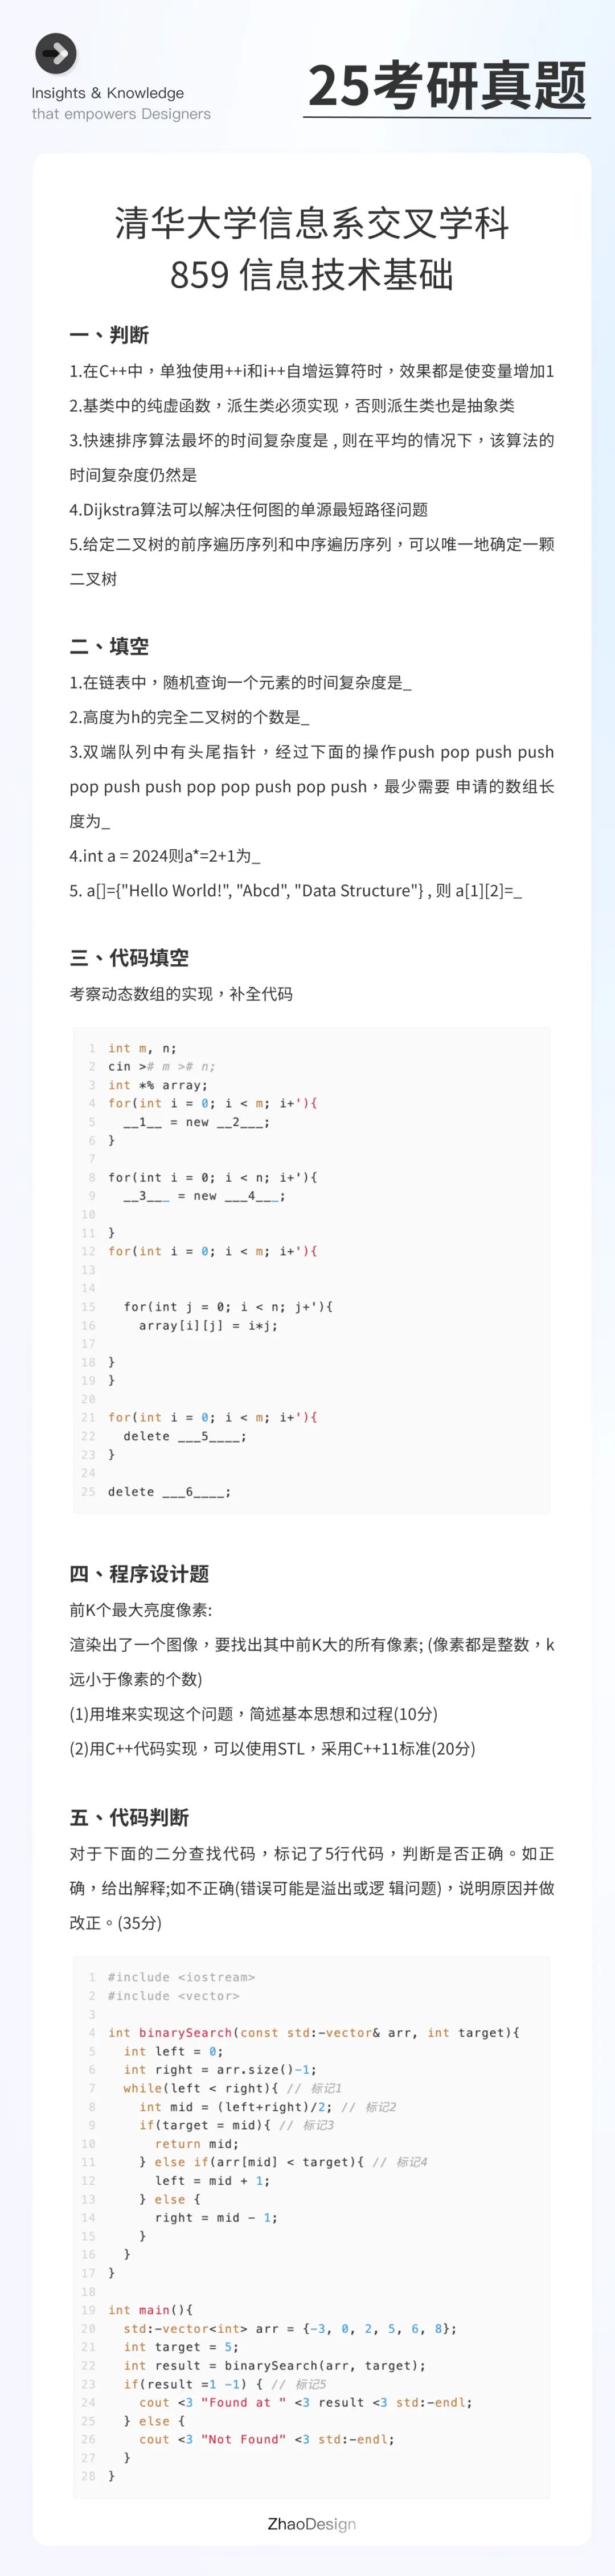 Insights & Knowledge
that empowers Designers
25考研真题
清华大学信息系交叉学科
859 信息技术基础
一、判断
1.在C++中，单独使用++i和i++自增运算符时，效果都是使变量增加1
2.基类中的纯虚函数，派生类必须实现，否则派生类也是抽象类
3.快速排序算法最坏的时间复杂度是 , 则在平均的情况下，该算法的
时间复杂度仍然是
4.Dijkstra算法可以解决任何图的单源最短路径问题
5.给定二叉树的前序遍历序列和中序遍历序列，可以唯一地确定一颗
二叉树
二、填空
1.在链表中，随机查询一个元素的时间复杂度是_
2.高度为h的完全二叉树的个数是_
3.双端队列中有头尾指针，经过下面的操作push pop push push
pop push push pop pop push pop push，最少需要 申请的数组长
度为_
4.int a = 2024则a*=2+1为_
5. a[]={"Hello World!", "Abcd", "Data Structure"} , 则 a[1][2]=_
三、代码填空
考察动态数组的实现，补全代码
1 int m, n;
2 cin ># m ># n;
3 int *% array;
4 for(int i = 0; i < m; i+'){
5 __1__ = new __2___;
6 }
7
8 for(int i = 0; i < n; i+'){
9 __3___ = new ___4___;
10
11 }
12 for(int i = 0; i < m; i+'){
13
14
15 for(int j = 0; i < n; j+'){
16 array[i][j] = i*j;
17
18 }
19 }
20
21 for(int i = 0; i < m; i+'){
22 delete ___5____;
23 }
24
25 delete ___6____;
四、程序设计题
前K个最大亮度像素:
渲染出了一个图像，要找出其中前K大的所有像素; (像素都是整数，k
远小于像素的个数)
(1)用堆来实现这个问题，简述基本思想和过程(10分)
(2)用C++代码实现，可以使用STL，采用C++11标准(20分)
五、代码判断
对于下面的二分查找代码，标记了5行代码，判断是否正确。如正
确，给出解释;如不正确(错误可能是溢出或逻 辑问题)，说明原因并做
改正。(35分)
1 #include <iostream>
2 #include <vector>
3
4 int binarySearch(const std:-vector& arr, int target){
5 int left = 0;
6 int right = arr.size()-1;
7 while(left < right){ // 标记1
8 int mid = (left+right)/2; // 标记2
9 if(target = mid){ // 标记3
10 return mid;
11 } else if(arr[mid] < target){ // 标记4
12 left = mid + 1;
13 } else {
14 right = mid - 1;
15 }
16 }
17 }
18
19 int main(){
20 std:-vector<int> arr = {-3, 0, 2, 5, 6, 8};
21 int target = 5;
22 int result = binarySearch(arr, target);
23 if(result =1 -1) { // 标记5
24 cout <3 "Found at " <3 result <3 std:-endl;
25 } else {
26 cout <3 "Not Found" <3 std:-endl;
27 }
28 }
ZhaoDesign